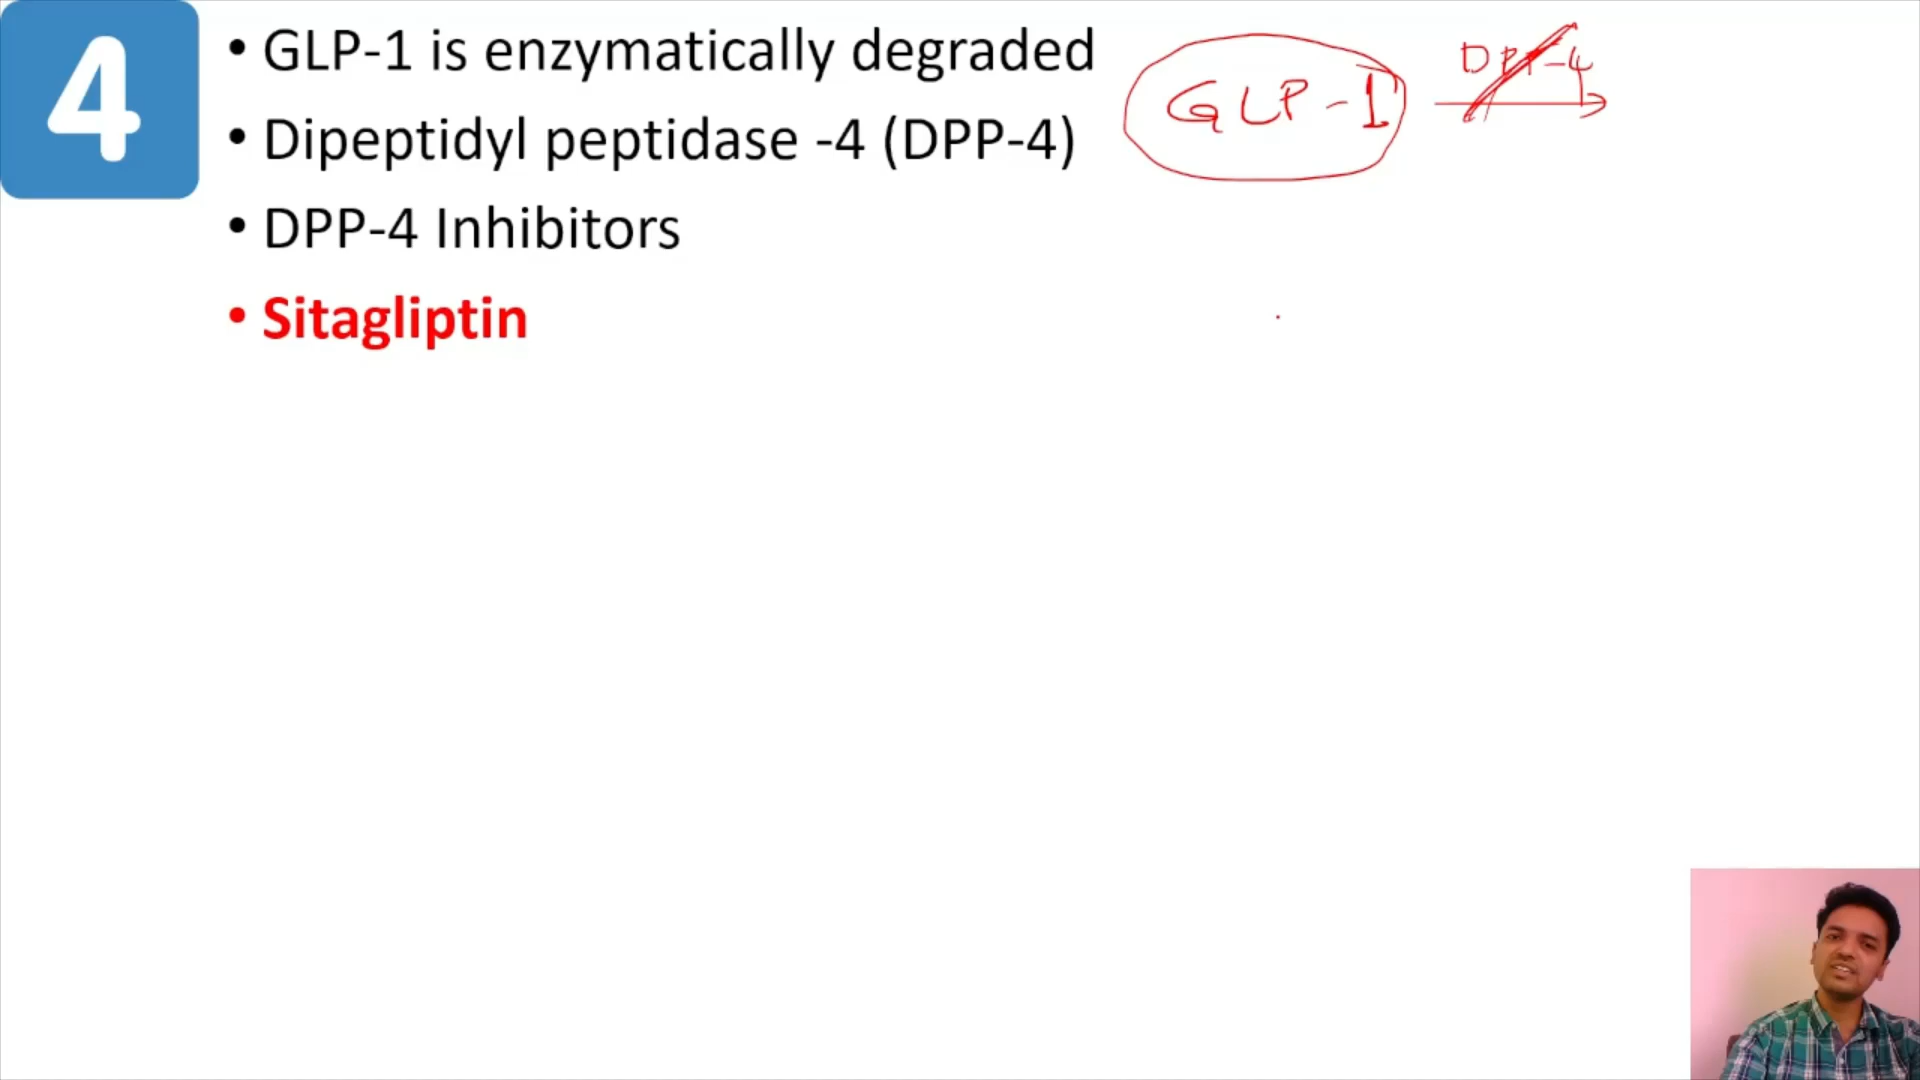 4
• GLP-1 is enzymatically degraded
• Dipeptidyl peptidase -4 (DPP-4)
• DPP-4 Inhibitors
• Sitagliptin
GLP-1
DPP-4